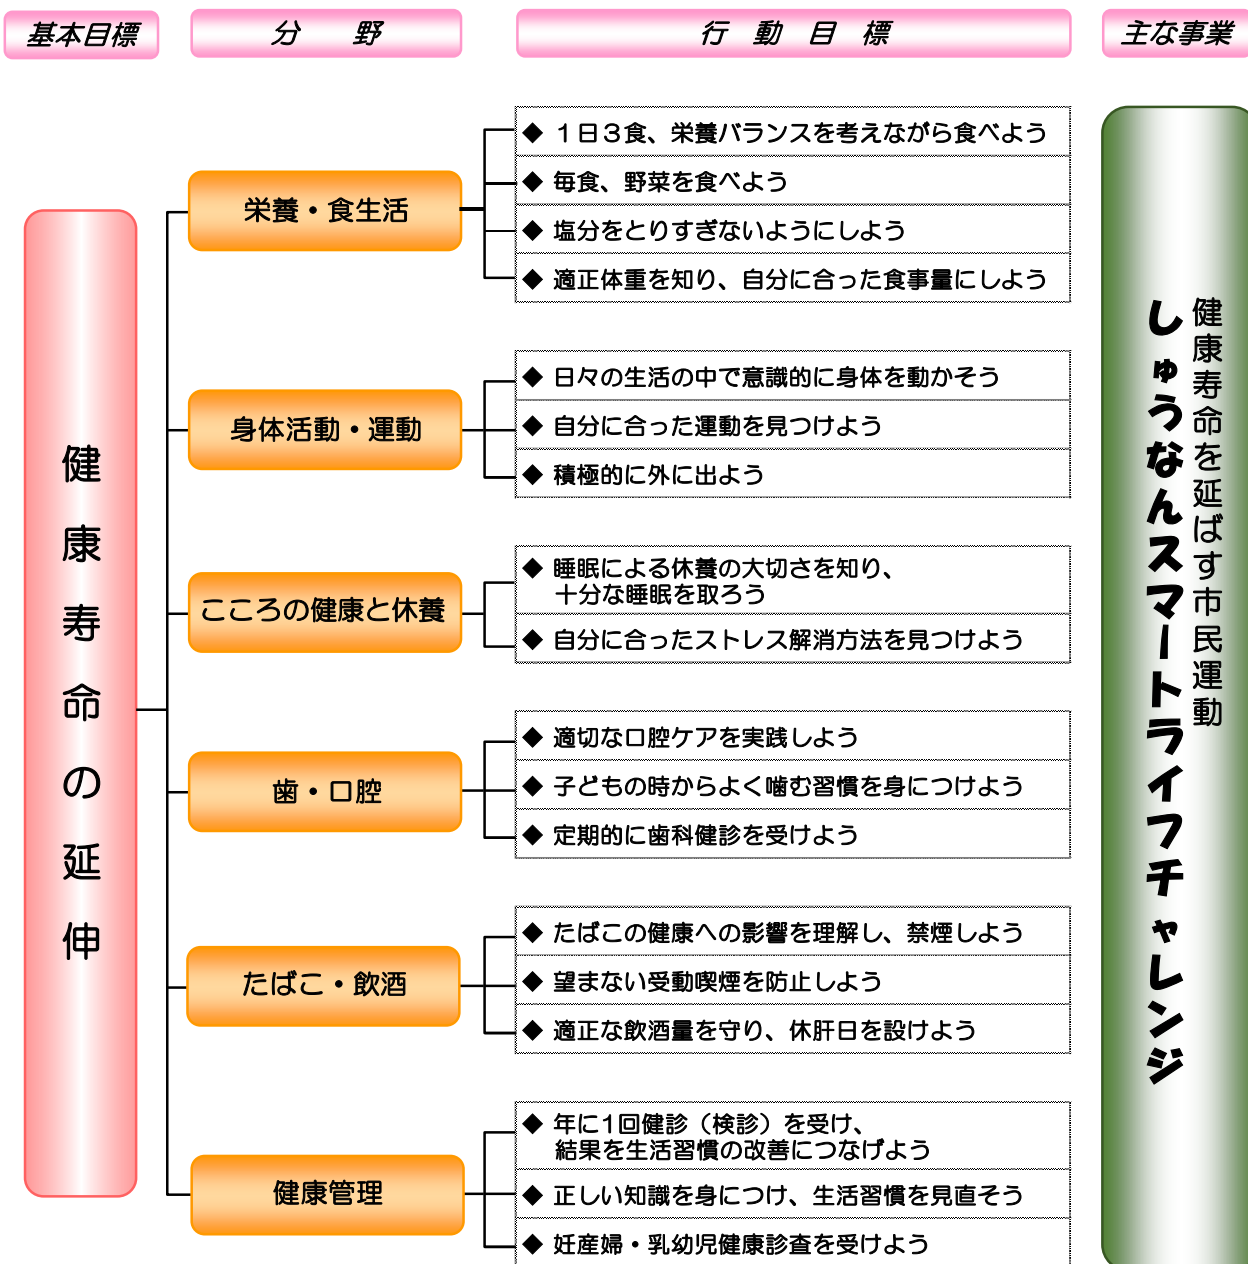 基本目標
分　野
行 動 目 標
主な事業
健康寿命の延伸
栄養・食生活
◆ １日３食、栄養バランスを考えながら食べよう
◆ 毎食、野菜を食べよう
◆ 塩分をとりすぎないようにしよう
◆ 適正体重を知り、自分に合った食事量にしよう
身体活動・運動
◆ 日々の生活の中で意識的に身体を動かそう
◆ 自分に合った運動を見つけよう
◆ 積極的に外に出よう
こころの健康と休養
◆ 睡眠による休養の大切さを知り、
十分な睡眠を取ろう
◆ 自分に合ったストレス解消方法を見つけよう
歯・口腔
◆ 適切な口腔ケアを実践しよう
◆ 子どもの時からよく噛む習慣を身につけよう
◆ 定期的に歯科健診を受けよう
たばこ・飲酒
◆ たばこの健康への影響を理解し、禁煙しよう
◆ 望まない受動喫煙を防止しよう
◆ 適正な飲酒量を守り、休肝日を設けよう
健康管理
◆ 年に1回健診（検診）を受け、
結果を生活習慣の改善につなげよう
◆ 正しい知識を身につけ、生活習慣を見直そう
◆ 妊産婦・乳幼児健康診査を受けよう
健康寿命を延ばす市民運動
しゅうなんスマートライフチャレンジ